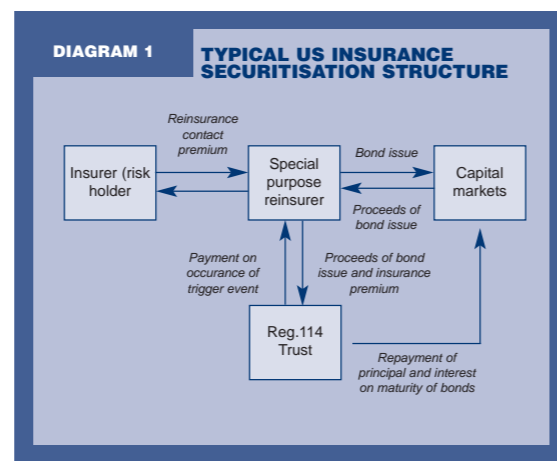 DIAGRAM 1
TYPICAL US INSURANCE
SECURITISATION STRUCTURE
Reinsurance
contact
premium
Insurer (risk
holder
Special
purpose
reinsurer
Bond issue
Capital
markets
Proceeds of
bond issue
Payment on
occurance of
trigger event
Proceeds of bond
issue and insurance
premium
Reg.114
Trust
Repayment of
principal and interest
on maturity of bonds